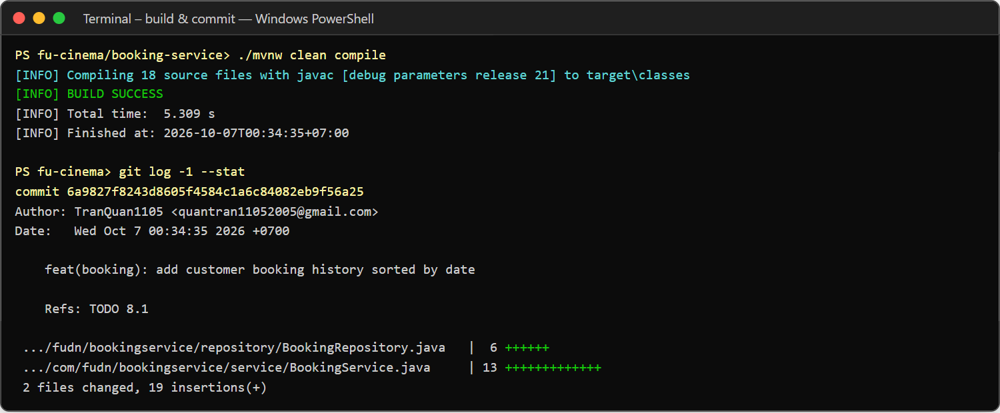 Terminal – build & commit — Windows PowerShell
PS fu-cinema/booking-service> ./mvnw clean compile
[INFO] Compiling 18 source files with javac [debug parameters release 21] to target\classes
[INFO] BUILD SUCCESS
[INFO] Total time:  5.309 s
[INFO] Finished at: 2026-10-07T00:34:35+07:00
PS fu-cinema> git log -1 --stat
commit 6a9827f8243d8605f4584c1a6c84082eb9f56a25
Author: TranQuan1105 <quantran11052005@gmail.com>
Date:   Wed Oct 7 00:34:35 2026 +0700
feat(booking): add customer booking history sorted by date
Refs: TODO 8.1
.../fudn/bookingservice/repository/BookingRepository.java   |  6 ++++++
.../com/fudn/bookingservice/service/BookingService.java     | 13 +++++++++++++
2 files changed, 19 insertions(+)